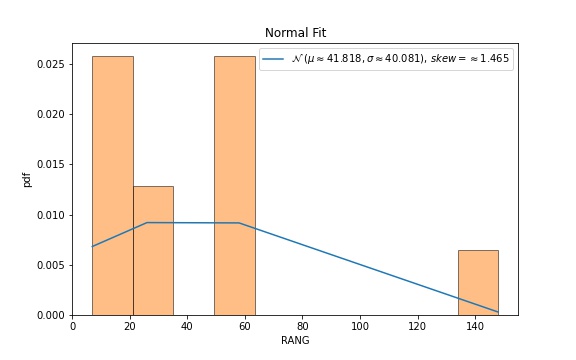 Normal Fit
𝒩 (μ ≈ 41.818, σ ≈ 40.081), skew = ≈ 1.465
pdf
0.025
0.020
0.015
0.010
0.005
0.000
0 20 40 60 80 100 120 140
RANG